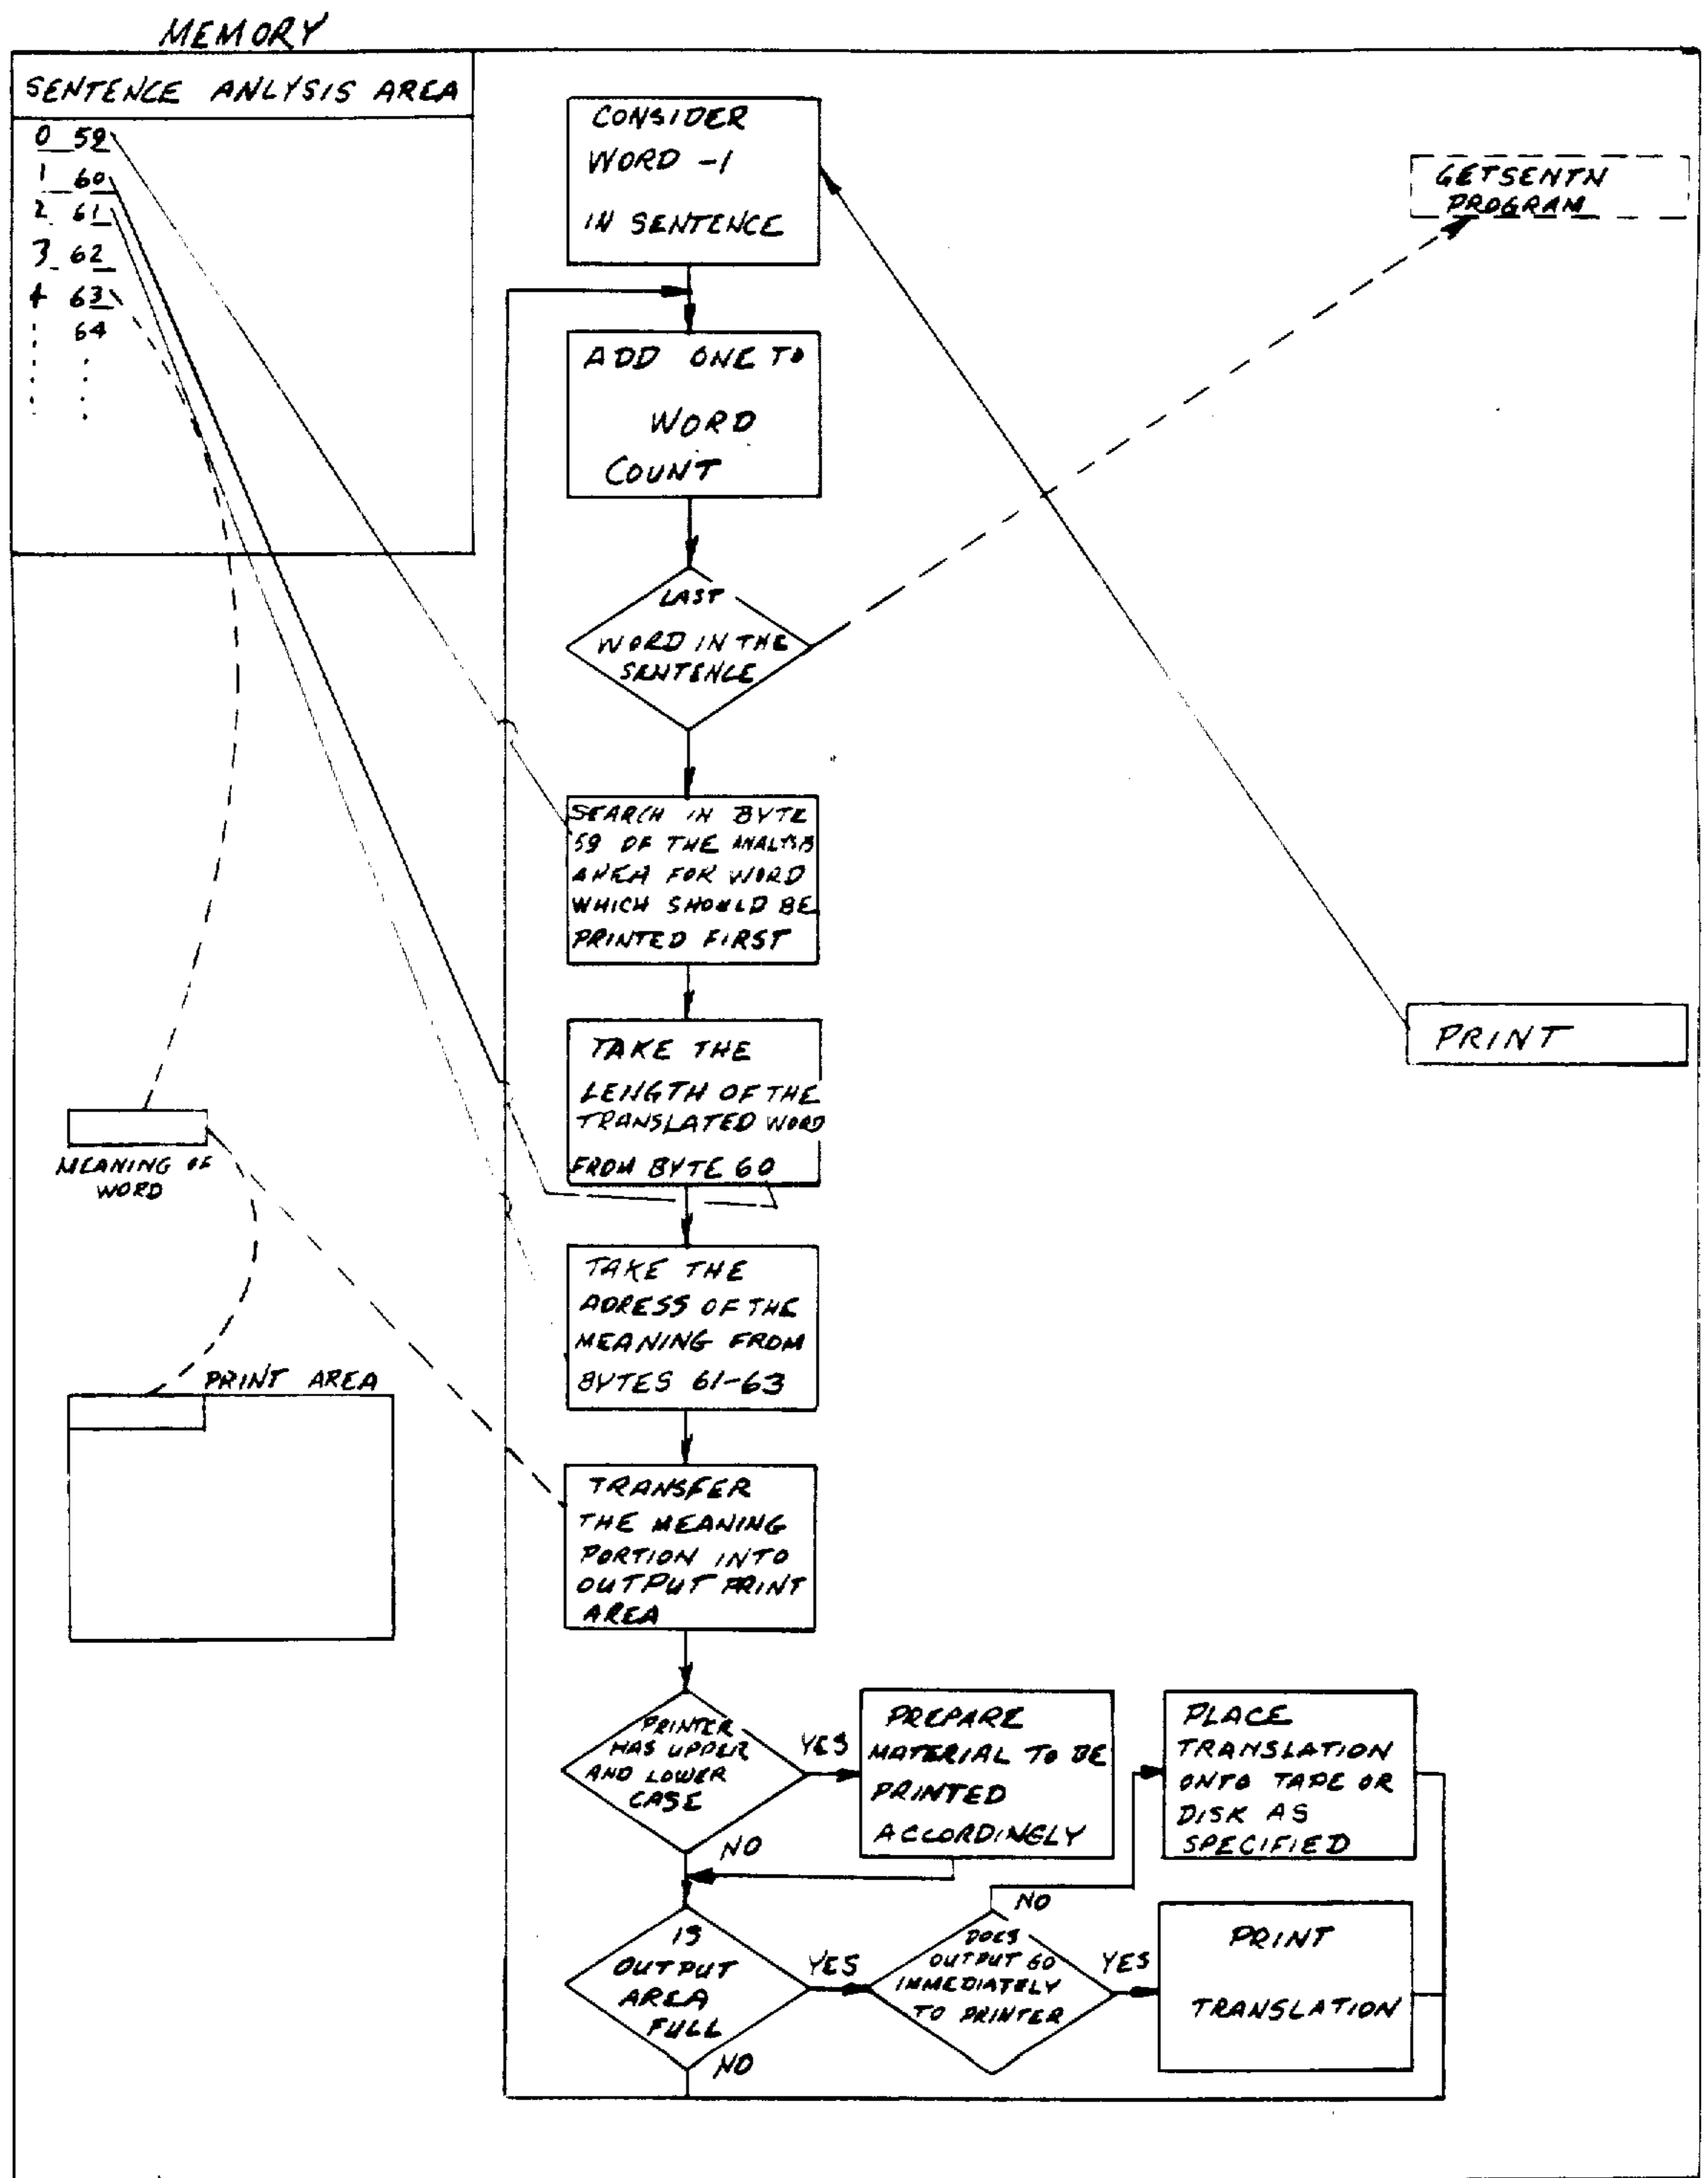 MEMORY
SENTENCE ANLYSIS AREA
0 59
1 60
2 61
3 62
4 63
64
CONSIDER
WORD -1
IN SENTENCE
GETSENTN
PROGRAM
ADD ONE TO
WORD
COUNT
LAST
WORD IN THE
SENTENCE
SEARCH IN BYTE
59 OF THE ANALYSIS
AREA FOR WORD
WHICH SHOULD BE
PRINTED FIRST
PRINT
TAKE THE
LENGTH OF THE
TRANSLATED WORD
FROM BYTE 60
MEANING OF
WORD
TAKE THE
ADRESS OF THE
MEANING FROM
BYTES 61-63
PRINT AREA
TRANSFER
THE MEANING
PORTION INTO
OUTPUT PRINT
AREA
PRINTER
HAS UPPER
AND LOWER
CASE
YES
NO
PREPARE
MATERIAL TO BE
PRINTED
ACCORDINGLY
PLACE
TRANSLATION
ONTO TAPE OR
DISK AS
SPECIFIED
IS
OUTPUT
AREA
FULL
YES
NO
DOES
OUTPUT GO
IMMEDIATELY
TO PRINTER
NO
YES
PRINT
TRANSLATION